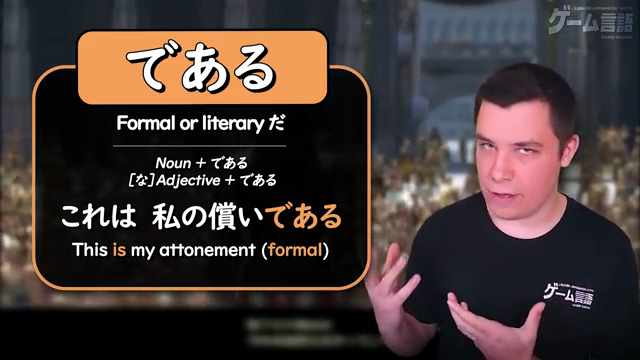 である
Formal or literary だ
Noun + である
[な]Adjective + である
これは 私の償いである
This is my attonement (formal)
ゲーム言語
ゲーム言語